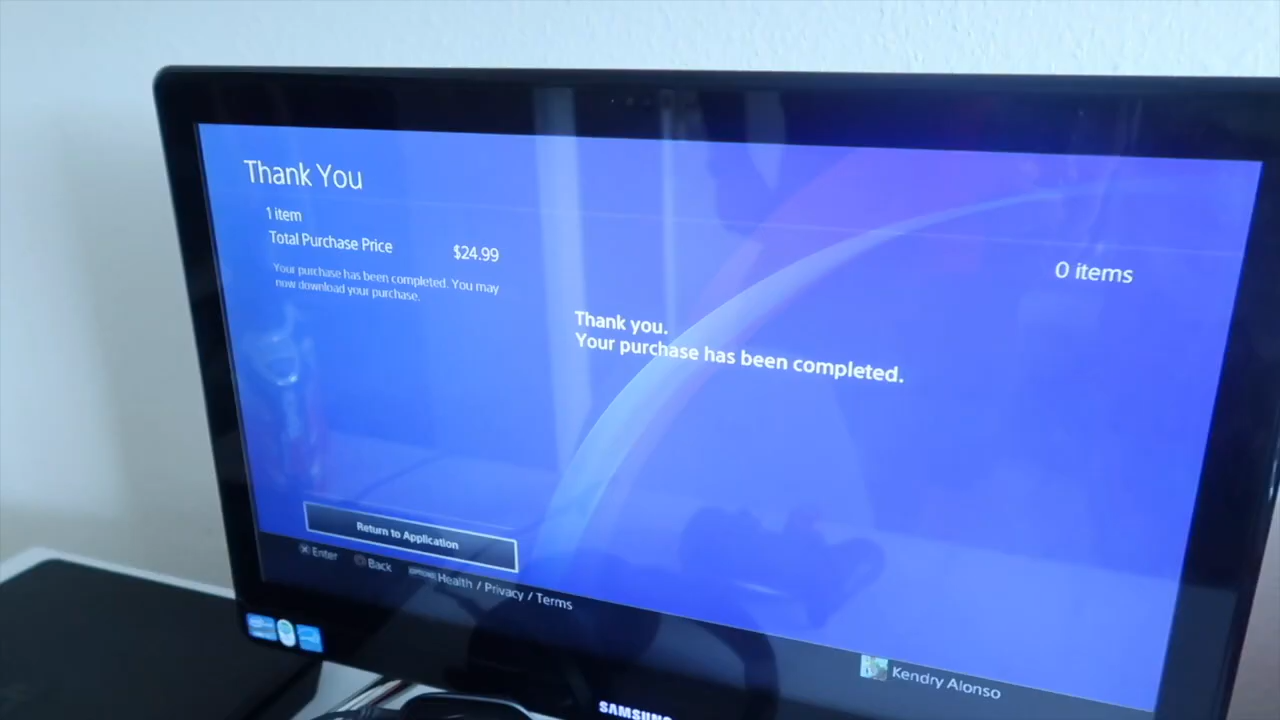 Thank You
1 item
Total Purchase Price $24.99
Your purchase has been completed. You may
now download your purchase.
0 items
Thank you.
Your purchase has been completed.
Return to Application
Enter Back OPTIONS Health / Privacy / Terms
Kendry Alonso
SAMSUNG